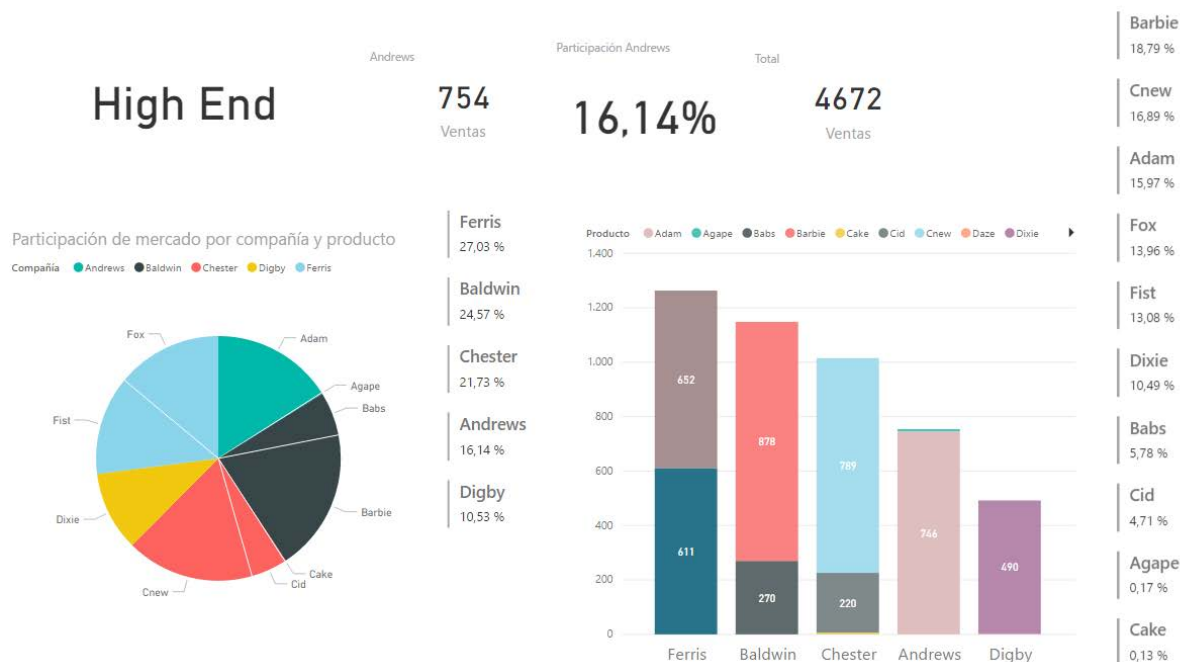 High End
Andrews
754
Ventas
Participación Andrews
16,14%
Total
4672
Ventas
Participación de mercado por compañía y producto
Compañía Andrews Baldwin Chester Digby Ferris
Fox
Adam
Agape
Babs
Fist
Barbie
Dixie
Cake
Cid
Cnew
Ferris
27,03 %
Baldwin
24,57 %
Chester
21,73 %
Andrews
16,14 %
Digby
10,53 %
Producto Adam Agape Babs Barbie Cake Cid Cnew Daze Dixie
1.400
1.200
1.000
800
600
400
200
0
652
611
878
270
789
220
746
490
Ferris Baldwin Chester Andrews Digby
Barbie
18,79 %
Cnew
16,89 %
Adam
15,97 %
Fox
13,96 %
Fist
13,08 %
Dixie
10,49 %
Babs
5,78 %
Cid
4,71 %
Agape
0,17 %
Cake
0,13 %